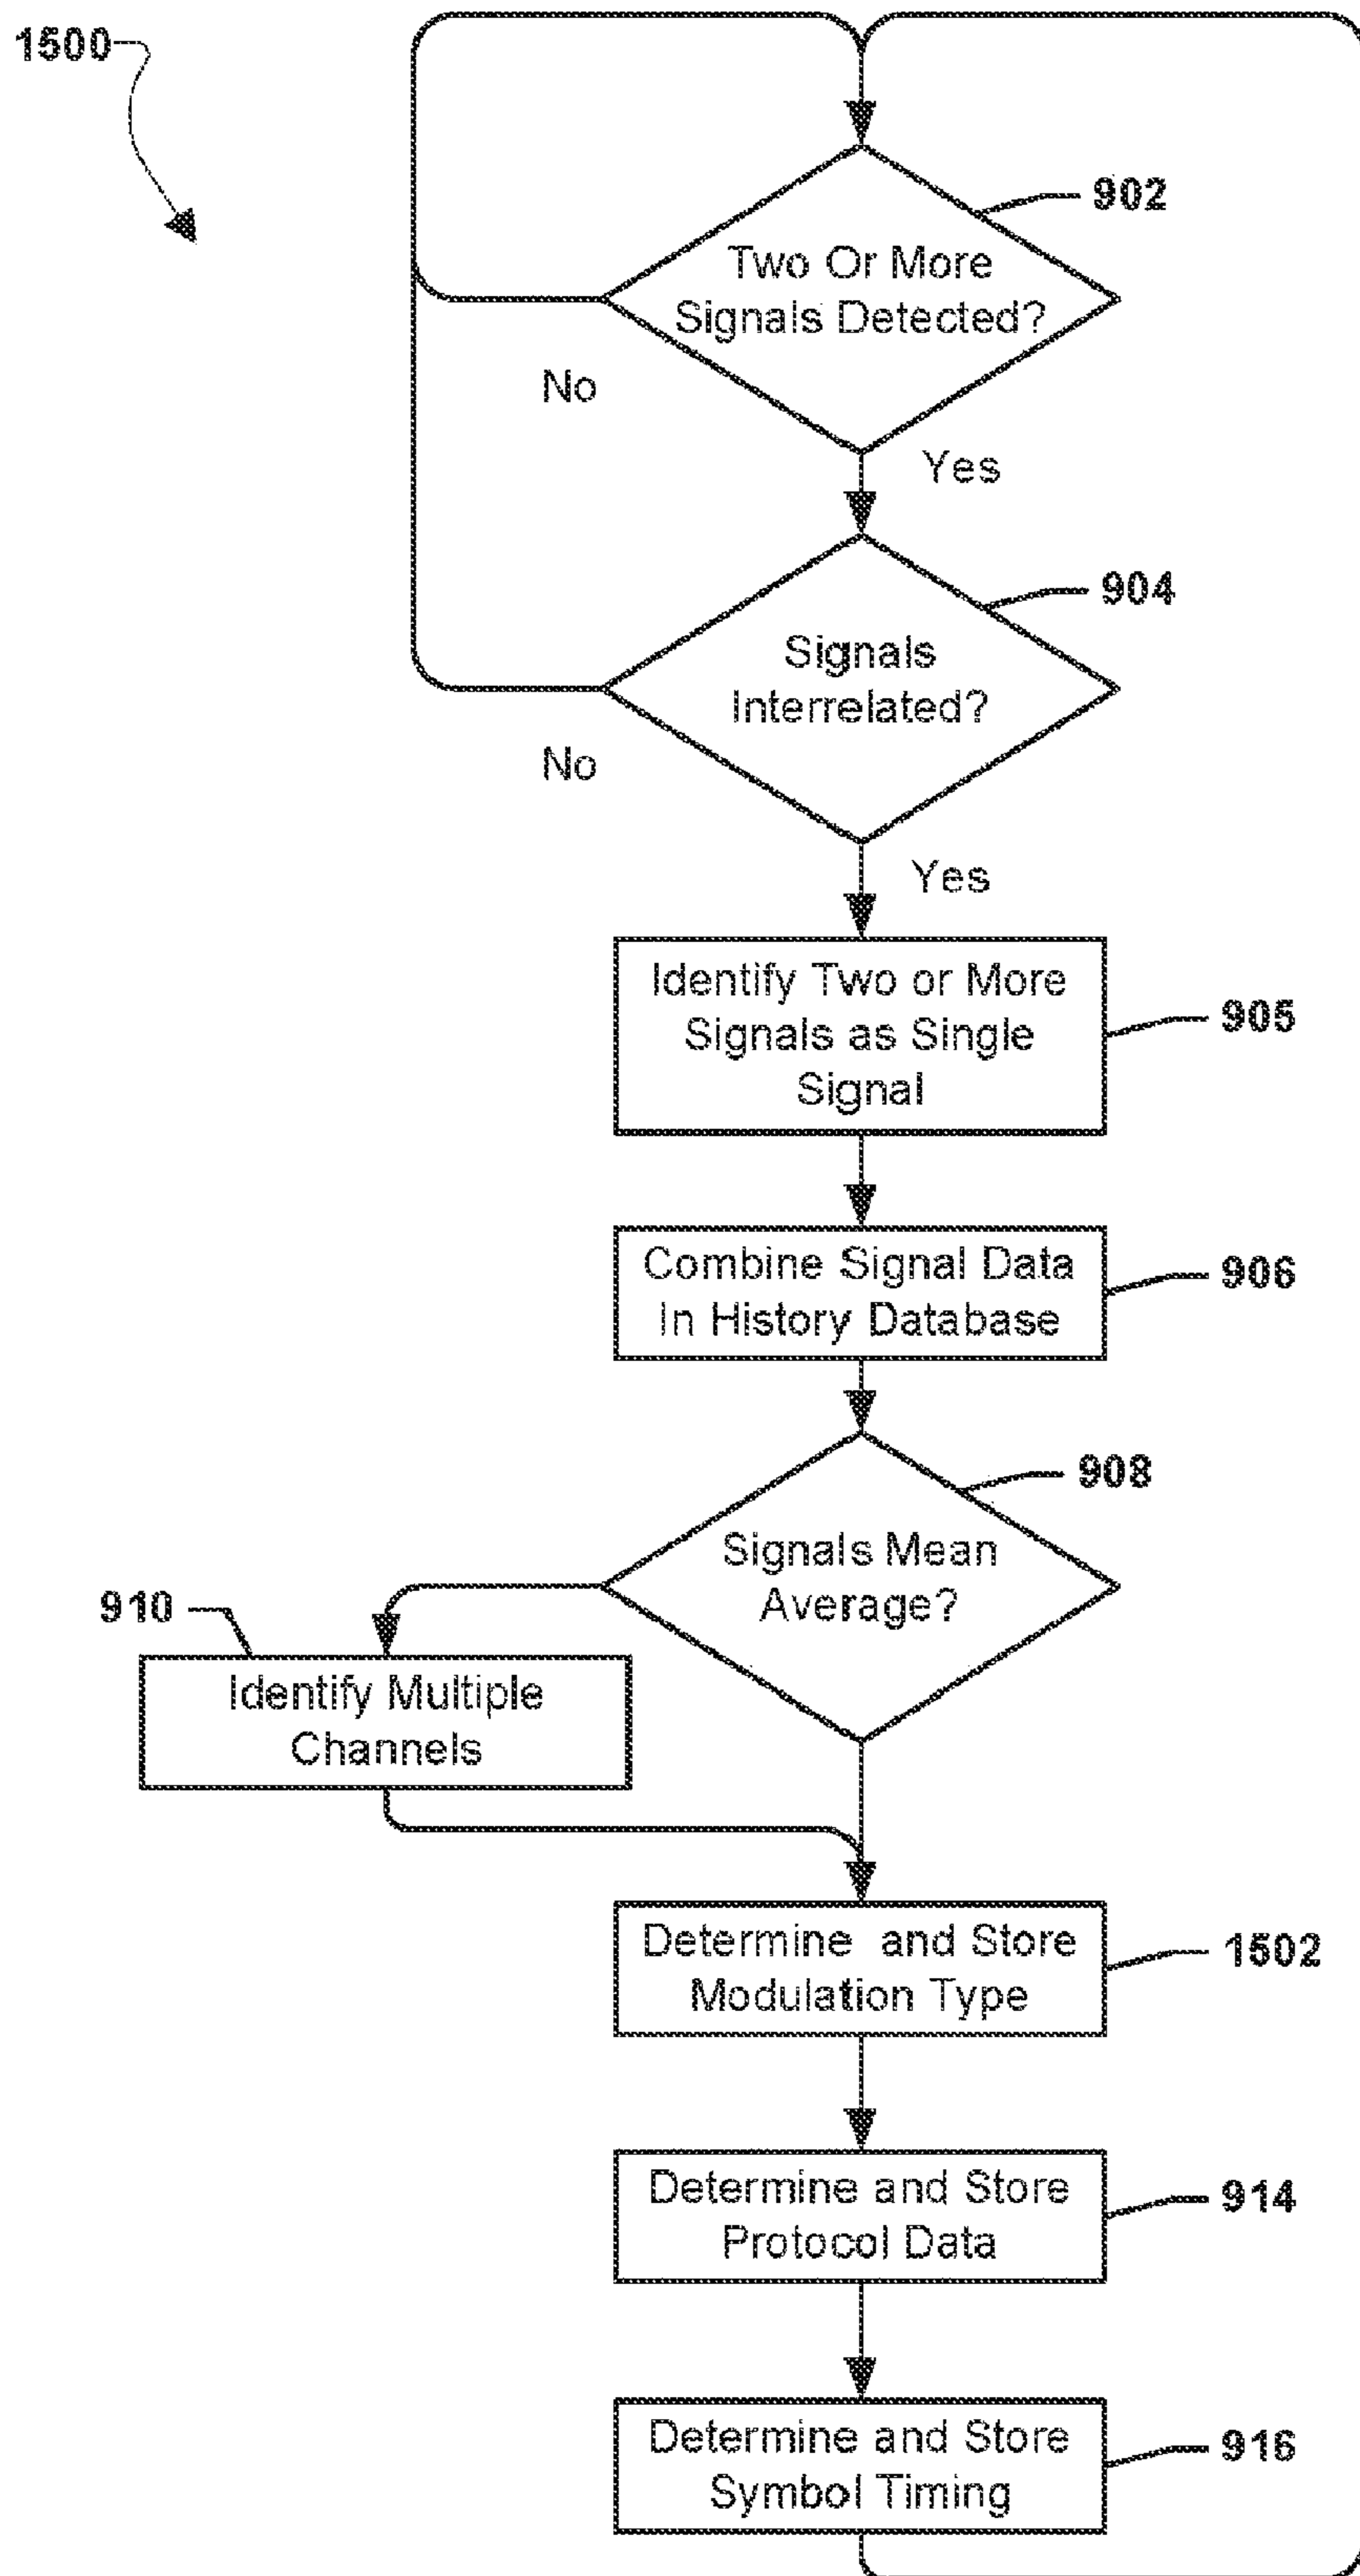 1500
902
Two Or More
Signals Detected?
No
Yes
904
Signals
Interrelated?
No
Yes
Identify Two or More
Signals as Single
Signal
905
Combine Signal Data
In History Database
906
908
Signals Mean
Average?
910
Identify Multiple
Channels
Determine and Store
Modulation Type
1502
Determine and Store
Protocol Data
914
Determine and Store
Symbol Timing
916